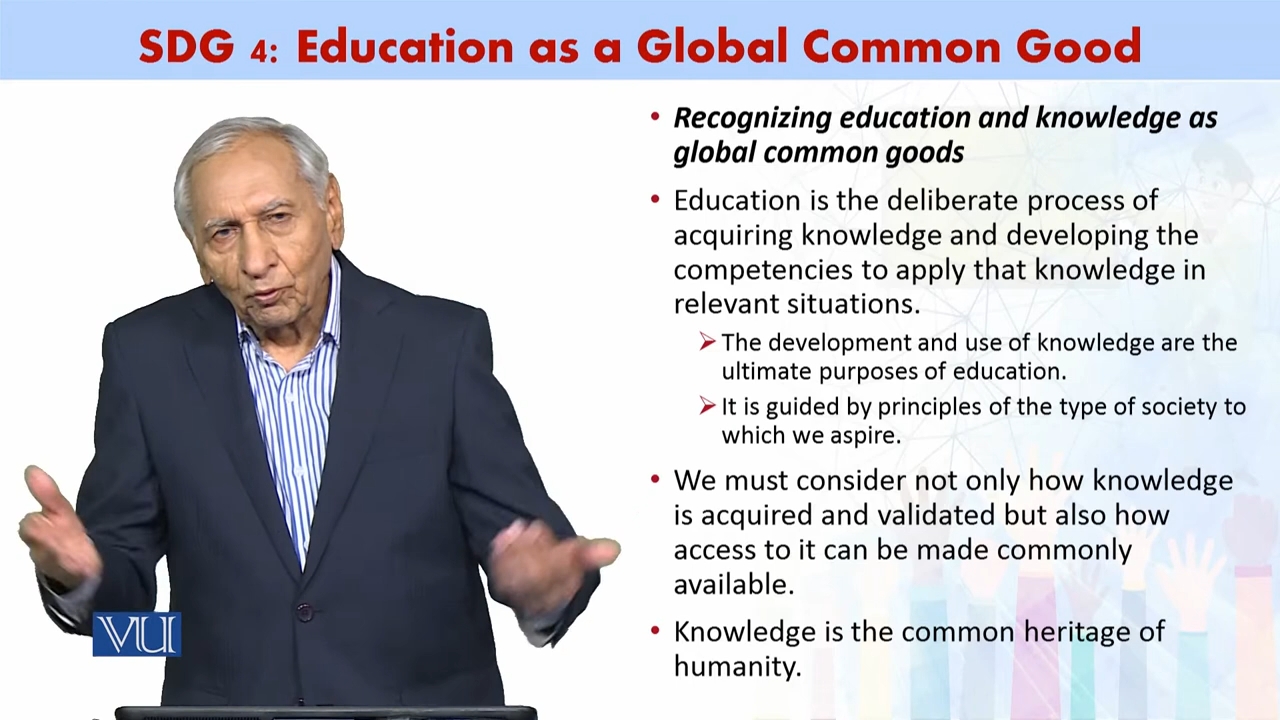 SDG 4: Education as a Global Common Good
• Recognizing education and knowledge as
global common goods
• Education is the deliberate process of
acquiring knowledge and developing the
competencies to apply that knowledge in
relevant situations.
➢ The development and use of knowledge are the
ultimate purposes of education.
➢ It is guided by principles of the type of society to
which we aspire.
• We must consider not only how knowledge
is acquired and validated but also how
access to it can be made commonly
available.
• Knowledge is the common heritage of
humanity.
VU